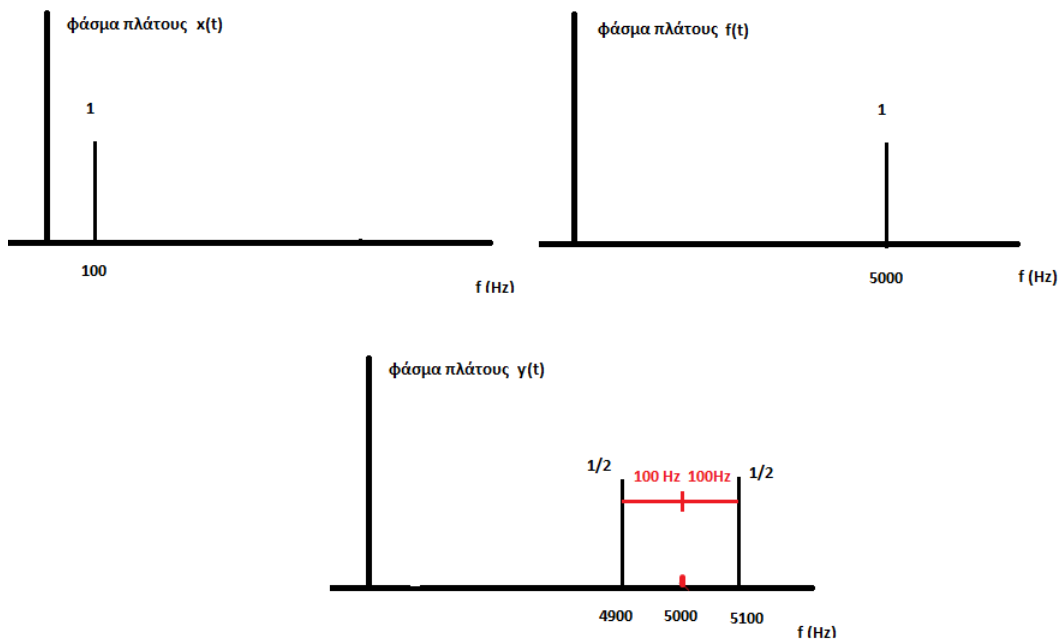 φάσμα πλάτους x(t)
1
100
f (Hz)
φάσμα πλάτους f(t)
1
5000
f (Hz)
φάσμα πλάτους y(t)
1/2
100 Hz 100Hz
1/2
4900
5000
5100
f (Hz)